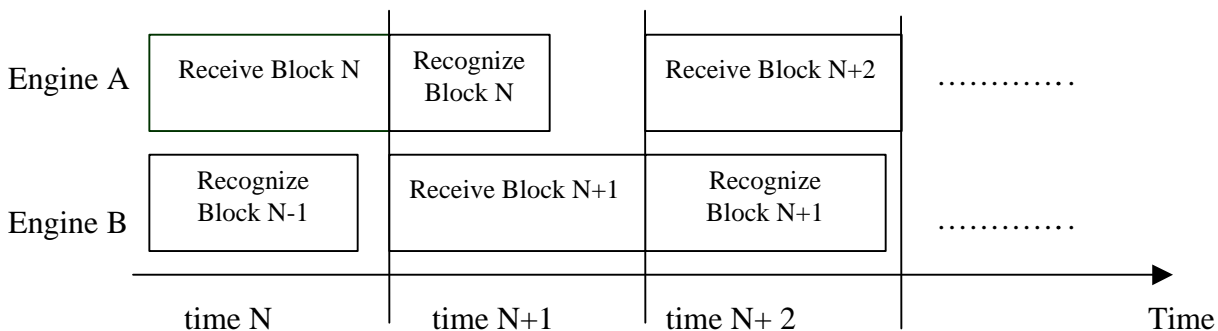 Engine A
Receive Block N
Recognize
Block N
Receive Block N+2
.............
Engine B
Recognize
Block N-1
Receive Block N+1
Recognize
Block N+1
.............
time N
time N+1
time N+ 2
Time